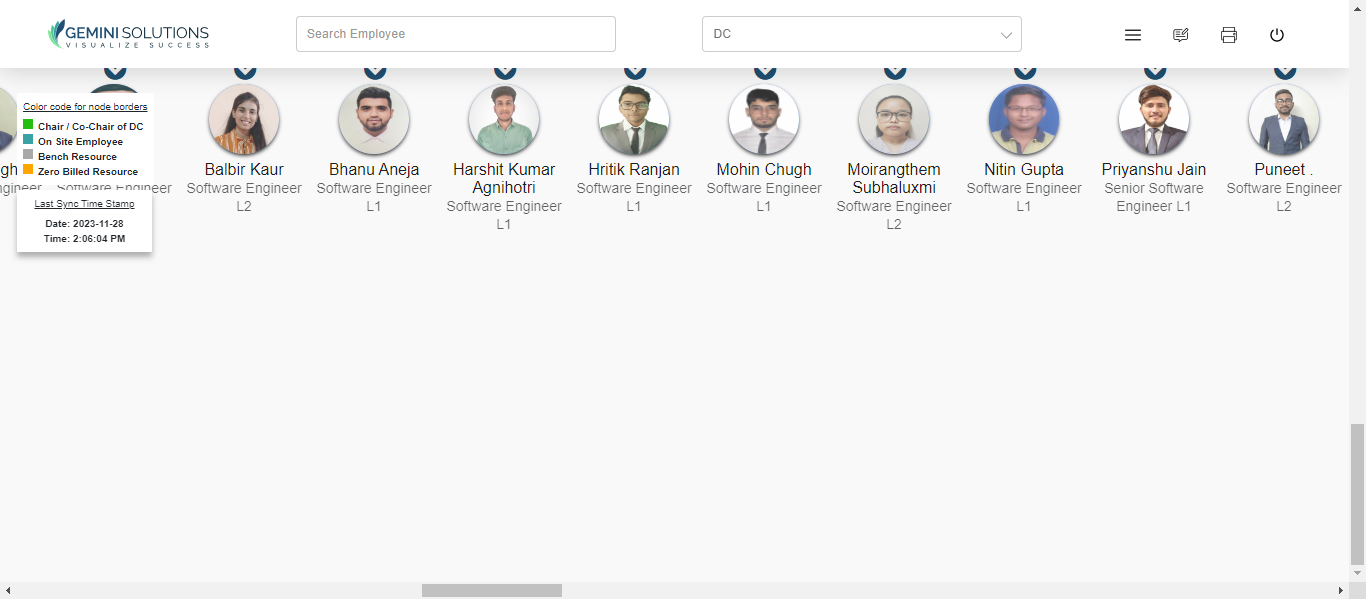 GEMINI SOLUTIONS
VISUALIZE SUCCESS
Search Employee
DC
Color code for node borders
Chair / Co-Chair of DC
On Site Employee
Bench Resource
Zero Billed Resource
Last Sync Time Stamp
Date: 2023-11-28
Time: 2:06:04 PM
Software Engineer
Balbir Kaur
Software Engineer
L2
Bhanu Aneja
Software Engineer
L1
Harshit Kumar
Agnihotri
Software Engineer
L1
Hritik Ranjan
Software Engineer
L1
Mohin Chugh
Software Engineer
L1
Moirangthem
Subhaluxmi
Software Engineer
L2
Nitin Gupta
Software Engineer
L1
Priyanshu Jain
Senior Software
Engineer L1
Puneet .
Software Engineer
L2